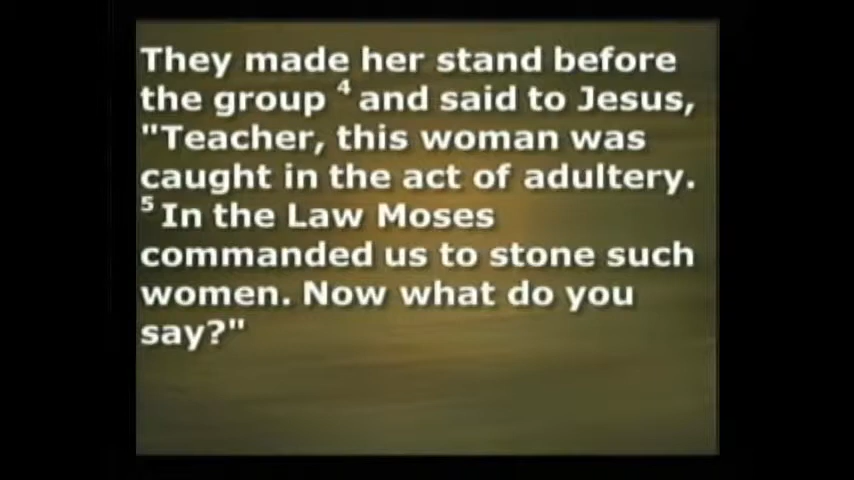 They made her stand before
the group ⁴ and said to Jesus,
"Teacher, this woman was
caught in the act of adultery.
⁵ In the Law Moses
commanded us to stone such
women. Now what do you
say?"